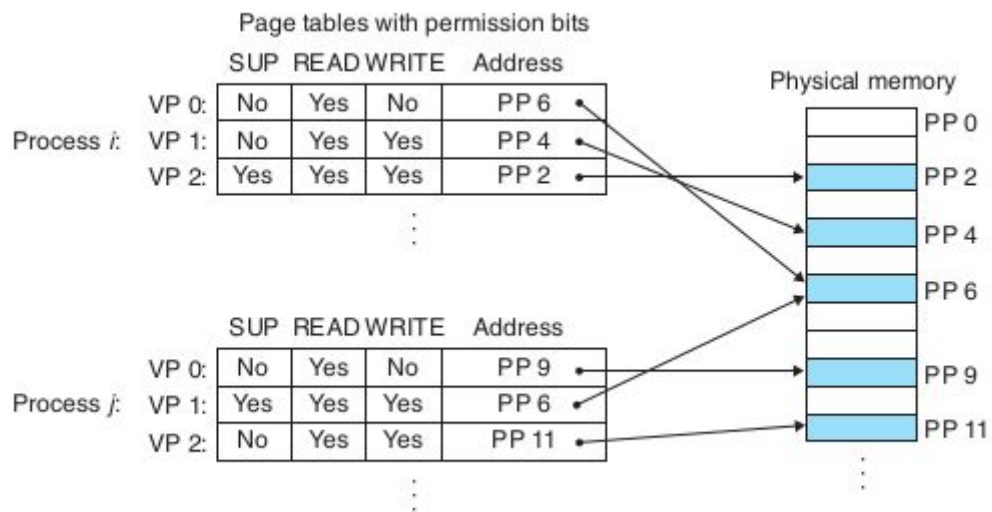 Page tables with permission bits
SUP READ WRITE Address
VP 0: No Yes No PP 6
Process i: VP 1: No Yes Yes PP 4
VP 2: Yes Yes Yes PP 2
SUP READ WRITE Address
VP 0: No Yes No PP 9
Process j: VP 1: Yes Yes Yes PP 6
VP 2: No Yes Yes PP 11
Physical memory
PP 0
PP 2
PP 4
PP 6
PP 9
PP 11